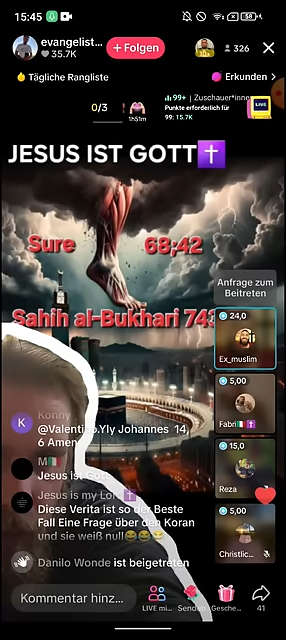 15:45
58
evangelist...
35.7K
+ Folgen
326
Tägliche Rangliste
Erkunden >
0/3
1h51m
99+ | Zuschauer*inne
Punkte erforderlich für
99: 15.7K
LIVE
JESUS IST GOTT✝️
Sure 68;42
Sahih al-Bukhari 74
Anfrage zum
Beitreten
24,0
Ex_muslim
5,00
Fabri🇮🇹 ✝️
15,0
Reza
5,00
Christlic...
K
Konny
@Valentino.Yly Johannes 14,
6 Amen
M🇮🇹
Jesus ist Gott
Jesus is my Lord ✝️
Diese Verita ist so der Beste
Fall Eine Frage über den Koran
und sie weiß null😂😂😂
Danilo Wonde ist beigetreten
Kommentar hinz...
LIVE mi...
Senden
Gesche...
41